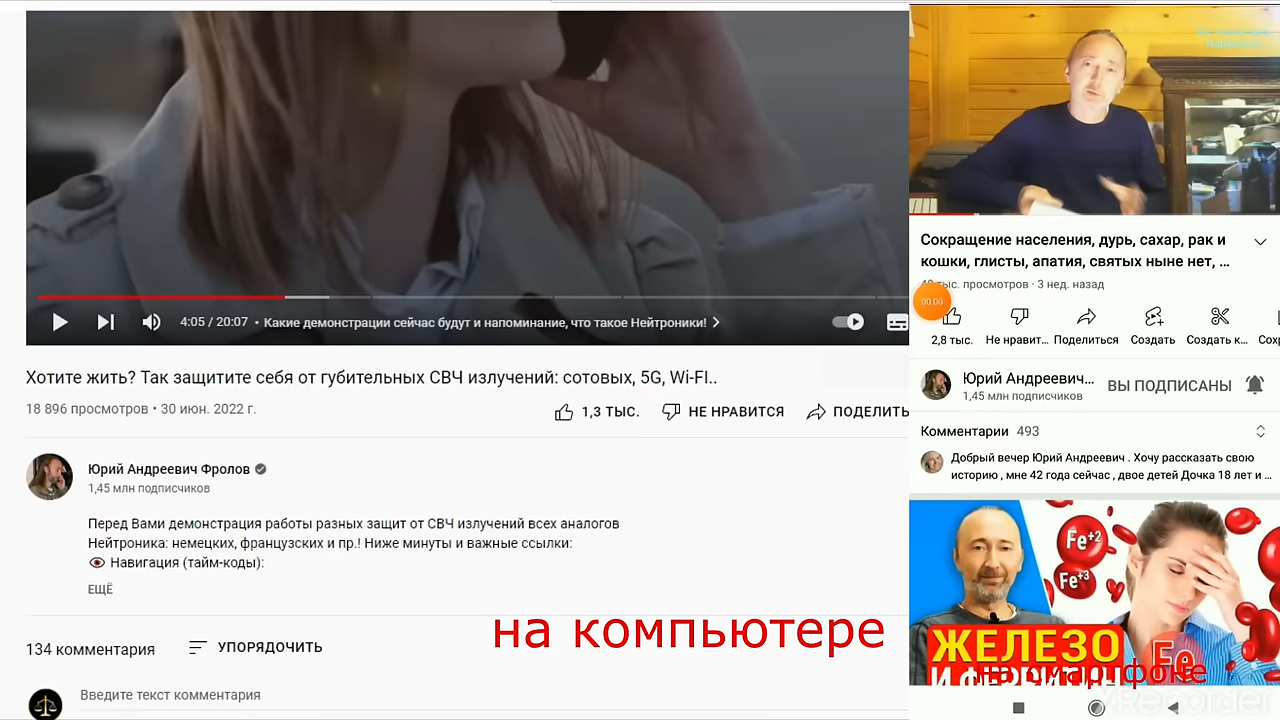 4:05 / 20:07 • Какие демонстрации сейчас будут и напоминание, что такое Нейтроники!
Хотите жить? Так защитите себя от губительных СВЧ излучений: сотовых, 5G, Wi-FI..
18 896 просмотров • 30 июн. 2022 г.
1,3 ТЫС.
НЕ НРАВИТСЯ
ПОДЕЛИТЬ
Юрий Андреевич Фролов
1,45 млн подписчиков
Перед Вами демонстрация работы разных защит от СВЧ излучений всех аналогов
Нейтроника: немецких, французских и пр.! Ниже минуты и важные ссылки:
Навигация (тайм-коды):
ЕЩЁ
на компьютере
134 комментария
УПОРЯДОЧИТЬ
Введите текст комментария
Сокращение населения, дурь, сахар, рак и
кошки, глисты, апатия, святых ныне нет, ...
тыс. просмотров · 3 нед. назад
00:00
2,8 тыс.
Не нравит...
Поделиться
Создать
Создать к...
Сох
Юрий Андреевич...
1,45 млн подписчиков
ВЫ ПОДПИСАНЫ
Комментарии 493
Добрый вечер Юрий Андреевич . Хочу рассказать свою
историю , мне 42 года сейчас , двое детей Дочка 18 лет и ...
Fe+2
Fe+3
ЖЕЛЕЗО
Fe
XRecorder